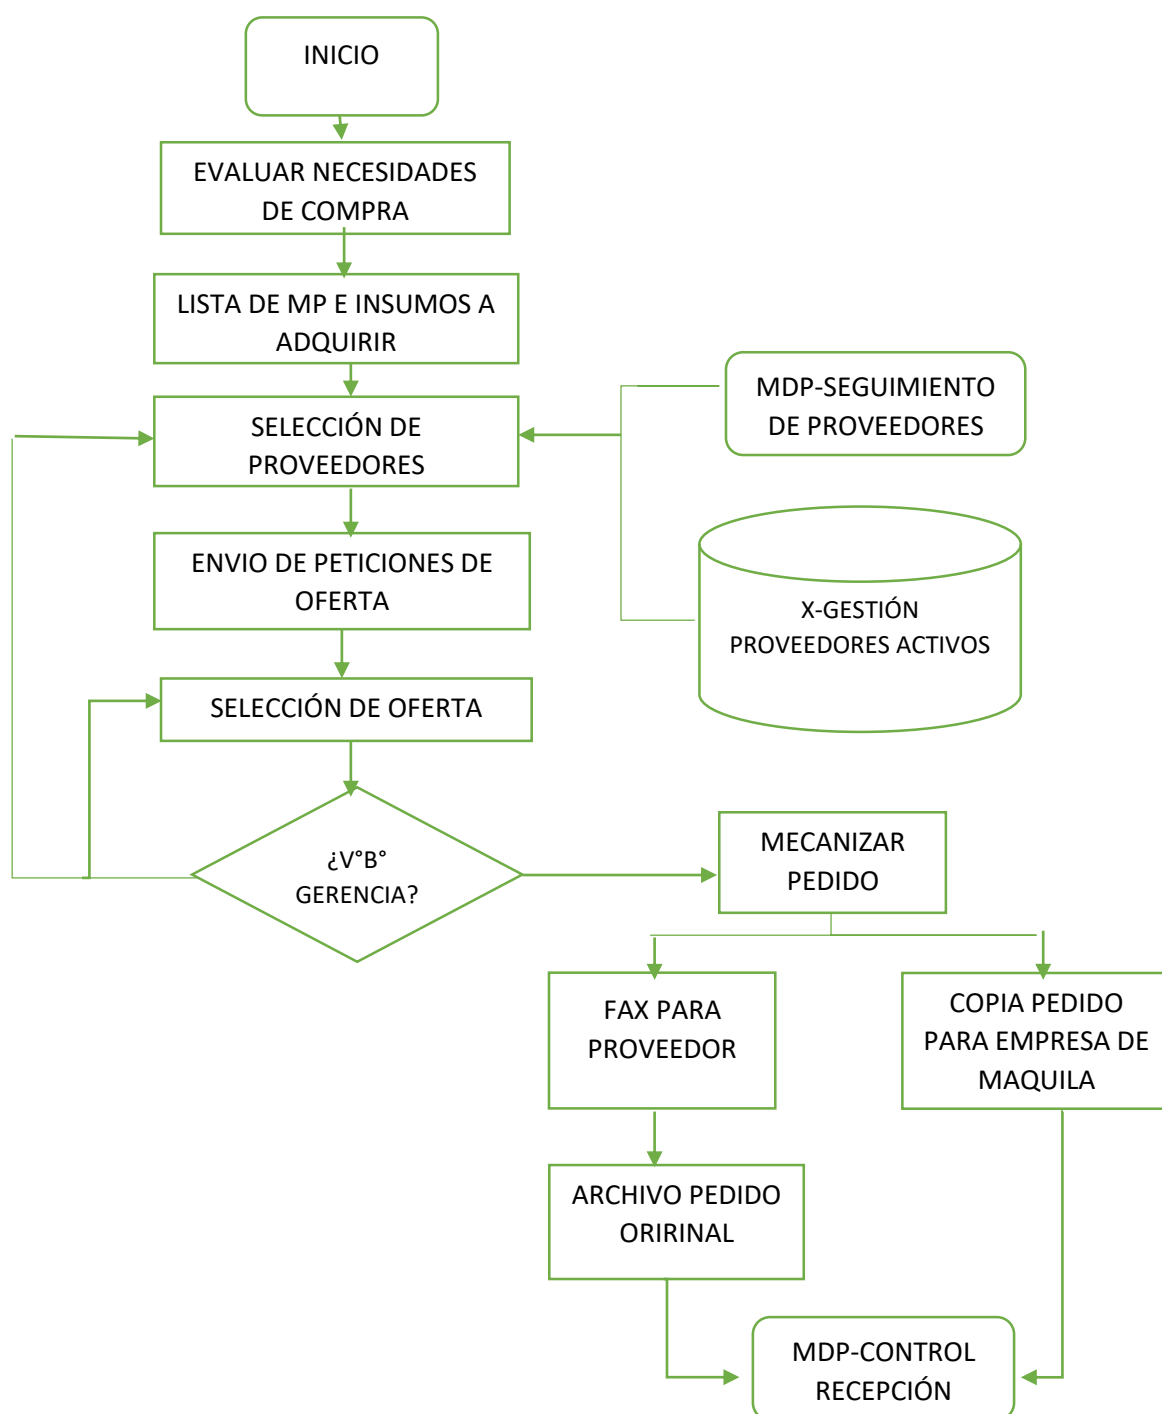 INICIO
EVALUAR NECESIDADES
DE COMPRA
LISTA DE MP E INSUMOS A
ADQUIRIR
SELECCIÓN DE
PROVEEDORES
MDP-SEGUIMIENTO
DE PROVEEDORES
ENVIO DE PETICIONES DE
OFERTA
X-GESTIÓN
PROVEEDORES ACTIVOS
SELECCIÓN DE OFERTA
¿V°B°
GERENCIA?
MECANIZAR
PEDIDO
FAX PARA
PROVEEDOR
COPIA PEDIDO
PARA EMPRESA DE
MAQUILA
ARCHIVO PEDIDO
ORIRINAL
MDP-CONTROL
RECEPCIÓN